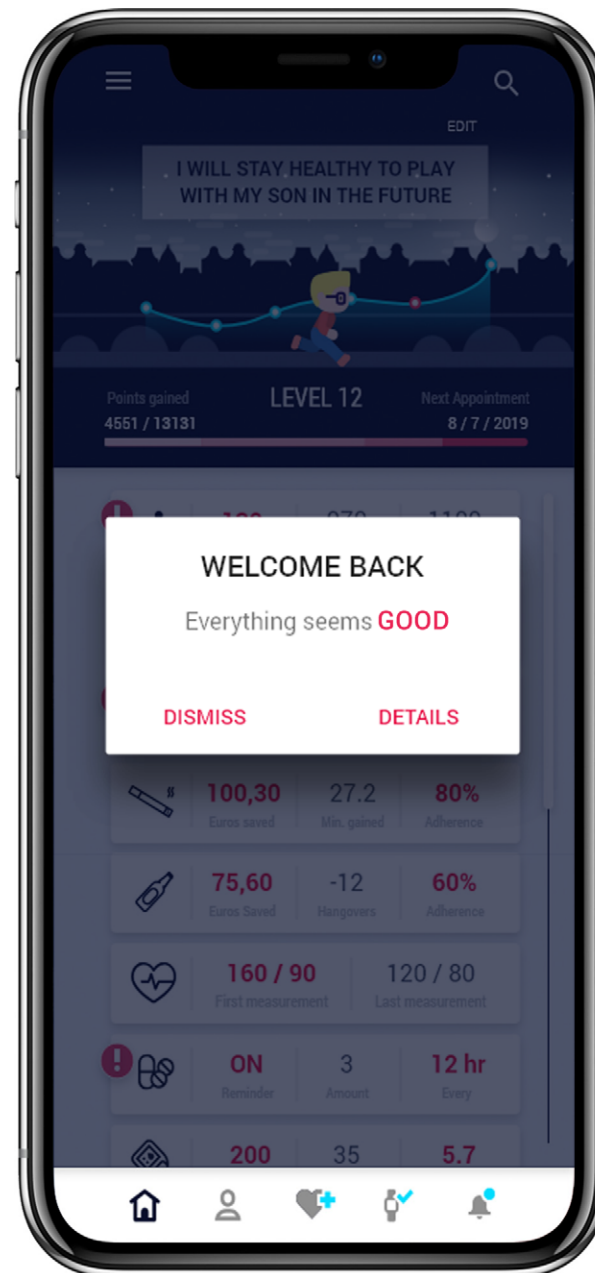 EDIT
I WILL STAY HEALTHY TO PLAY
WITH MY SON IN THE FUTURE
Points gained LEVEL 12 Next Appointment
4551 / 13131 8 / 7 / 2019
WELCOME BACK
Everything seems GOOD
DISMISS DETAILS
100,30 27.2 80%
Euros saved Min. gained Adherence
75,60 -12 60%
Euros Saved Hangovers Adherence
160 / 90 120 / 80
First measurement Last measurement
ON 3 12 hr
Reminder Amount Every
200 35 5.7